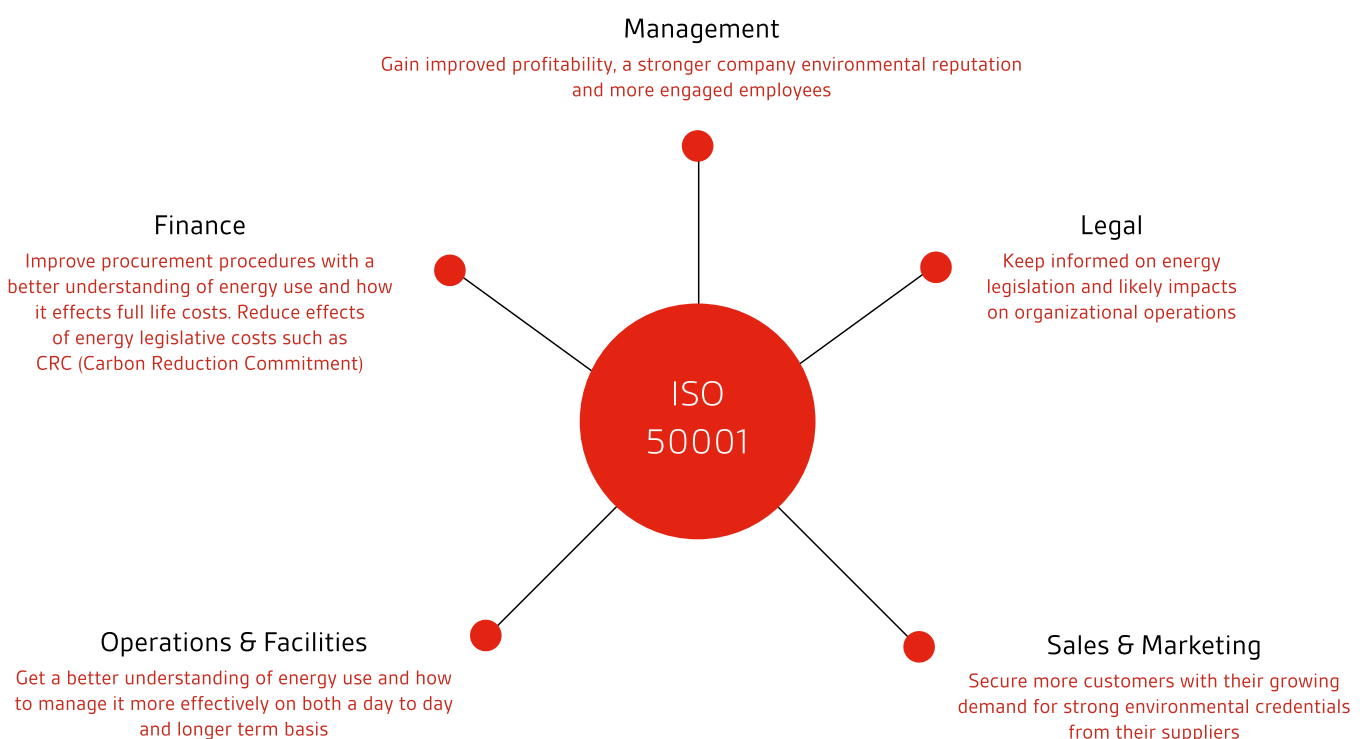 Management
Gain improved profitability, a stronger company environmental reputation
and more engaged employees
Finance
Improve procurement procedures with a
better understanding of energy use and how
it effects full life costs. Reduce effects
of energy legislative costs such as
CRC (Carbon Reduction Commitment)
Legal
Keep informed on energy
legislation and likely impacts
on organizational operations
ISO
50001
Operations & Facilities
Get a better understanding of energy use and how
to manage it more effectively on both a day to day
and longer term basis
Sales & Marketing
Secure more customers with their growing
demand for strong environmental credentials
from their suppliers